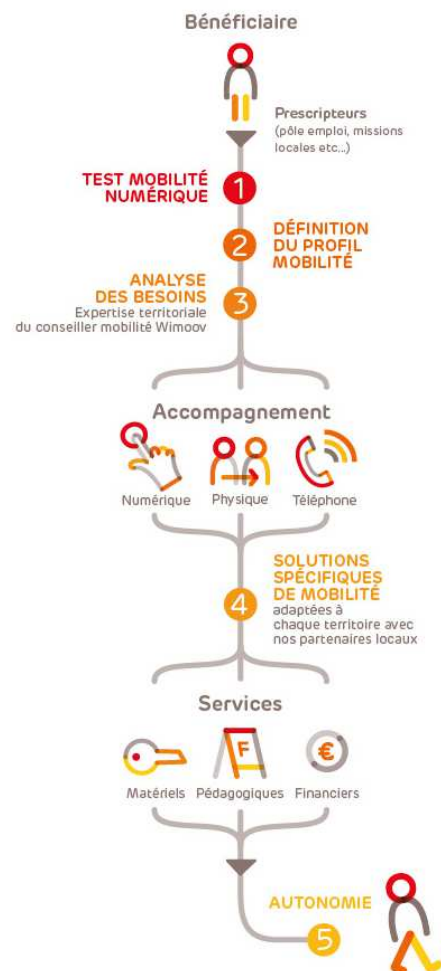 Bénéficiaire
Prescripteurs
(pôle emploi, missions
locales etc...)
TEST MOBILITÉ
NUMÉRIQUE
1
2
DÉFINITION
DU PROFIL
MOBILITÉ
ANALYSE
DES BESOINS
3
Expertise territoriale
du conseiller mobilité Wimoov
Accompagnement
Numérique Physique Téléphone
SOLUTIONS
SPÉCIFIQUES
DE MOBILITÉ
4
adaptées à
chaque territoire avec
nos partenaires locaux
Services
F €
Matériels Pédagogiques Financiers
AUTONOMIE
5